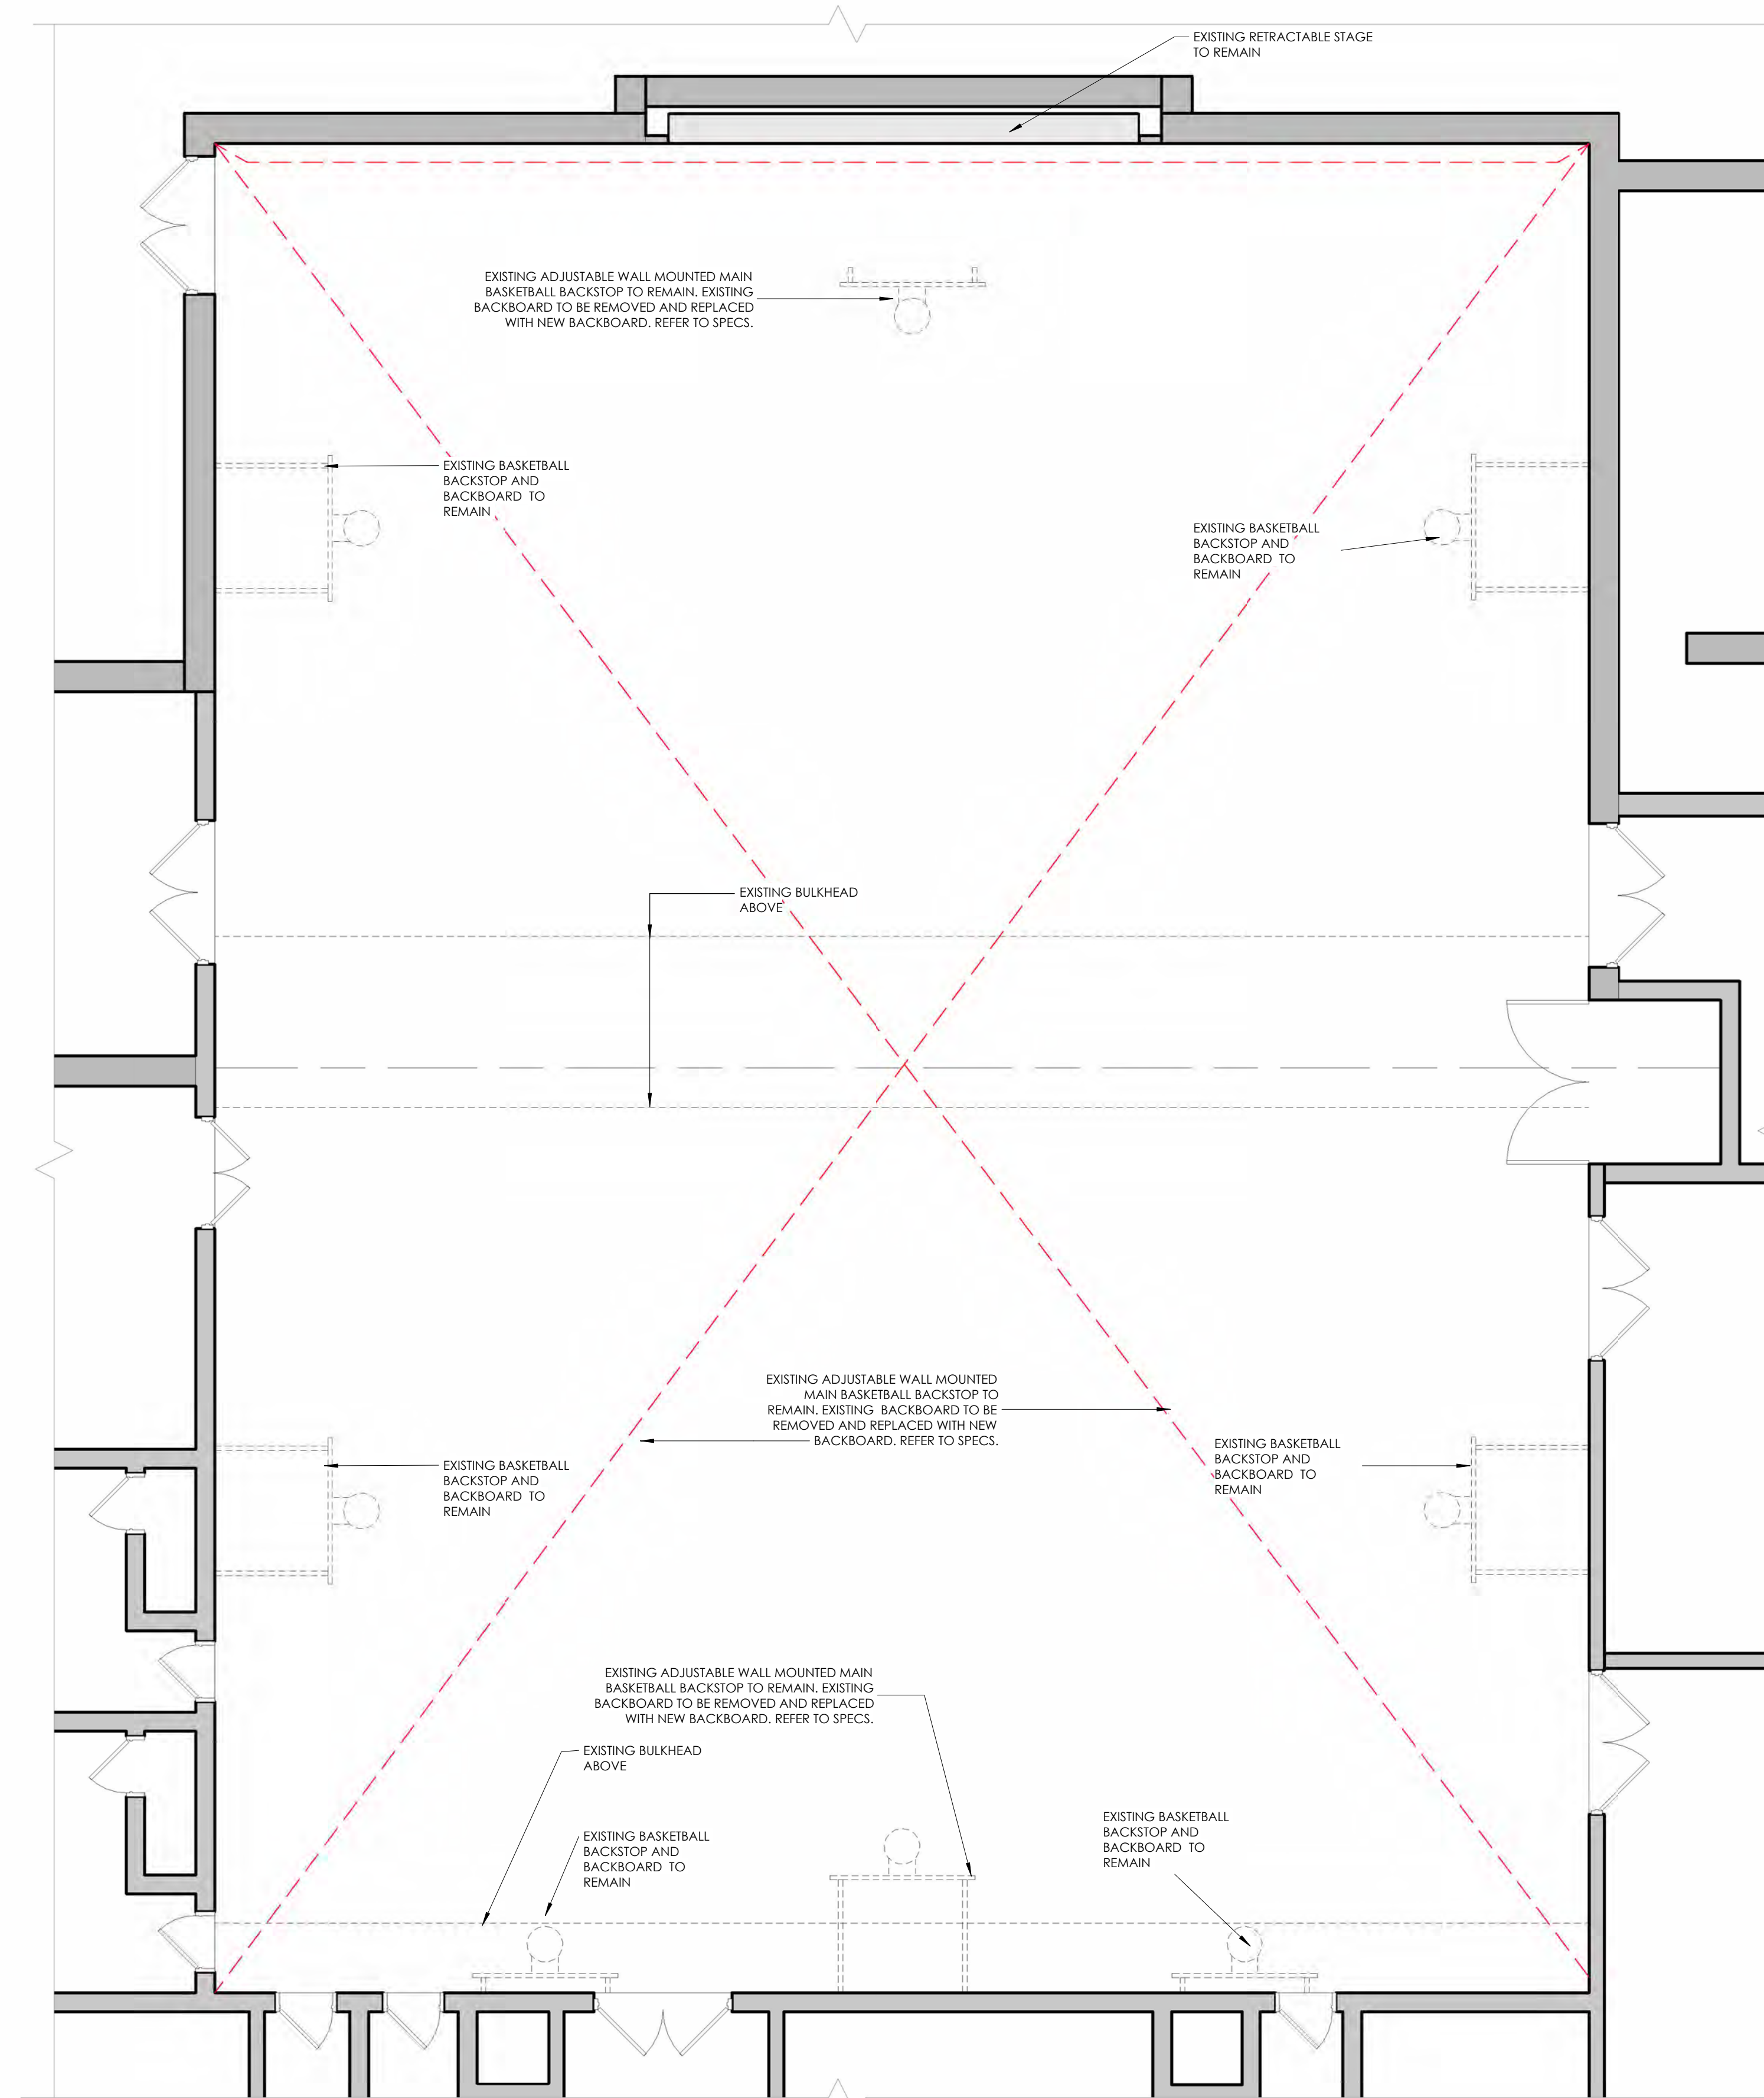 EXISTING RETRACTABLE STAGE
TO REMAIN
EXISTING ADJUSTABLE WALL MOUNTED MAIN
BASKETBALL BACKSTOP TO REMAIN. EXISTING
BACKBOARD TO BE REMOVED AND REPLACED
WITH NEW BACKBOARD. REFER TO SPECS.
EXISTING BASKETBALL
BACKSTOP AND
BACKBOARD TO
REMAIN
EXISTING BASKETBALL
BACKSTOP AND
BACKBOARD TO
REMAIN
EXISTING BULKHEAD
ABOVE
EXISTING ADJUSTABLE WALL MOUNTED
MAIN BASKETBALL BACKSTOP TO
REMAIN. EXISTING BACKBOARD TO BE
REMOVED AND REPLACED WITH NEW
BACKBOARD. REFER TO SPECS.
EXISTING BASKETBALL
BACKSTOP AND
BACKBOARD TO
REMAIN
EXISTING BASKETBALL
BACKSTOP AND
BACKBOARD TO
REMAIN
EXISTING ADJUSTABLE WALL MOUNTED MAIN
BASKETBALL BACKSTOP TO REMAIN. EXISTING
BACKBOARD TO BE REMOVED AND REPLACED
WITH NEW BACKBOARD. REFER TO SPECS.
EXISTING BULKHEAD
ABOVE
EXISTING BASKETBALL
BACKSTOP AND
BACKBOARD TO
REMAIN
EXISTING BASKETBALL
BACKSTOP AND
BACKBOARD TO
REMAIN